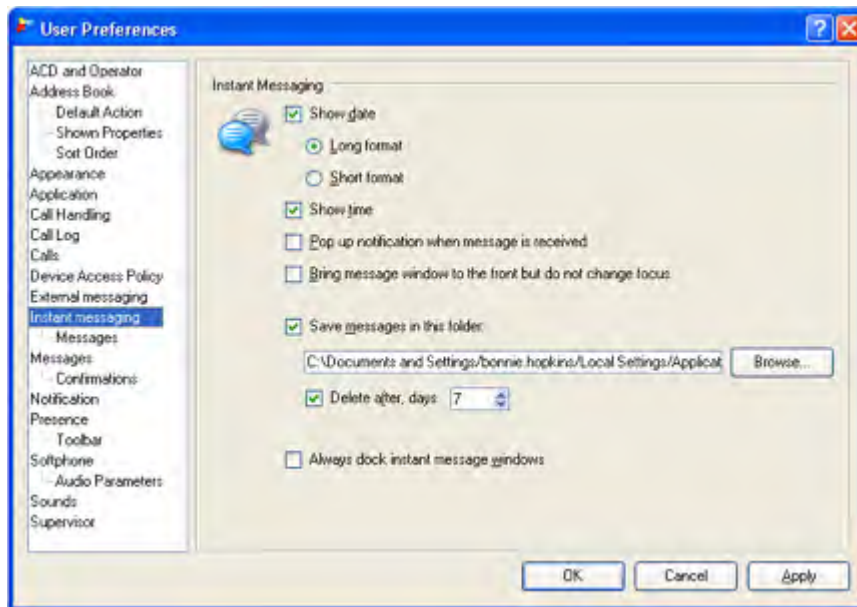 User Preferences
ACD and Operator
Address Book
Default Action
Shown Properties
Sort Order
Appearance
Application
Call Handling
Call Log
Calls
Device Access Policy
External messaging
Instant messaging
Messages
Messages
Confirmations
Notification
Presence
Toolbar
Softphone
Audio Parameters
Sounds
Supervisor
Instant Messaging
Show date
Long format
Short format
Show time
Pop up notification when message is received
Bring message window to the front but do not change focus
Save messages in this folder:
C:\Documents and Settings/bonnie.hopkins/Local Settings/Applicat
Browse...
Delete after, days 7
Always dock instant message windows
OK Cancel Apply